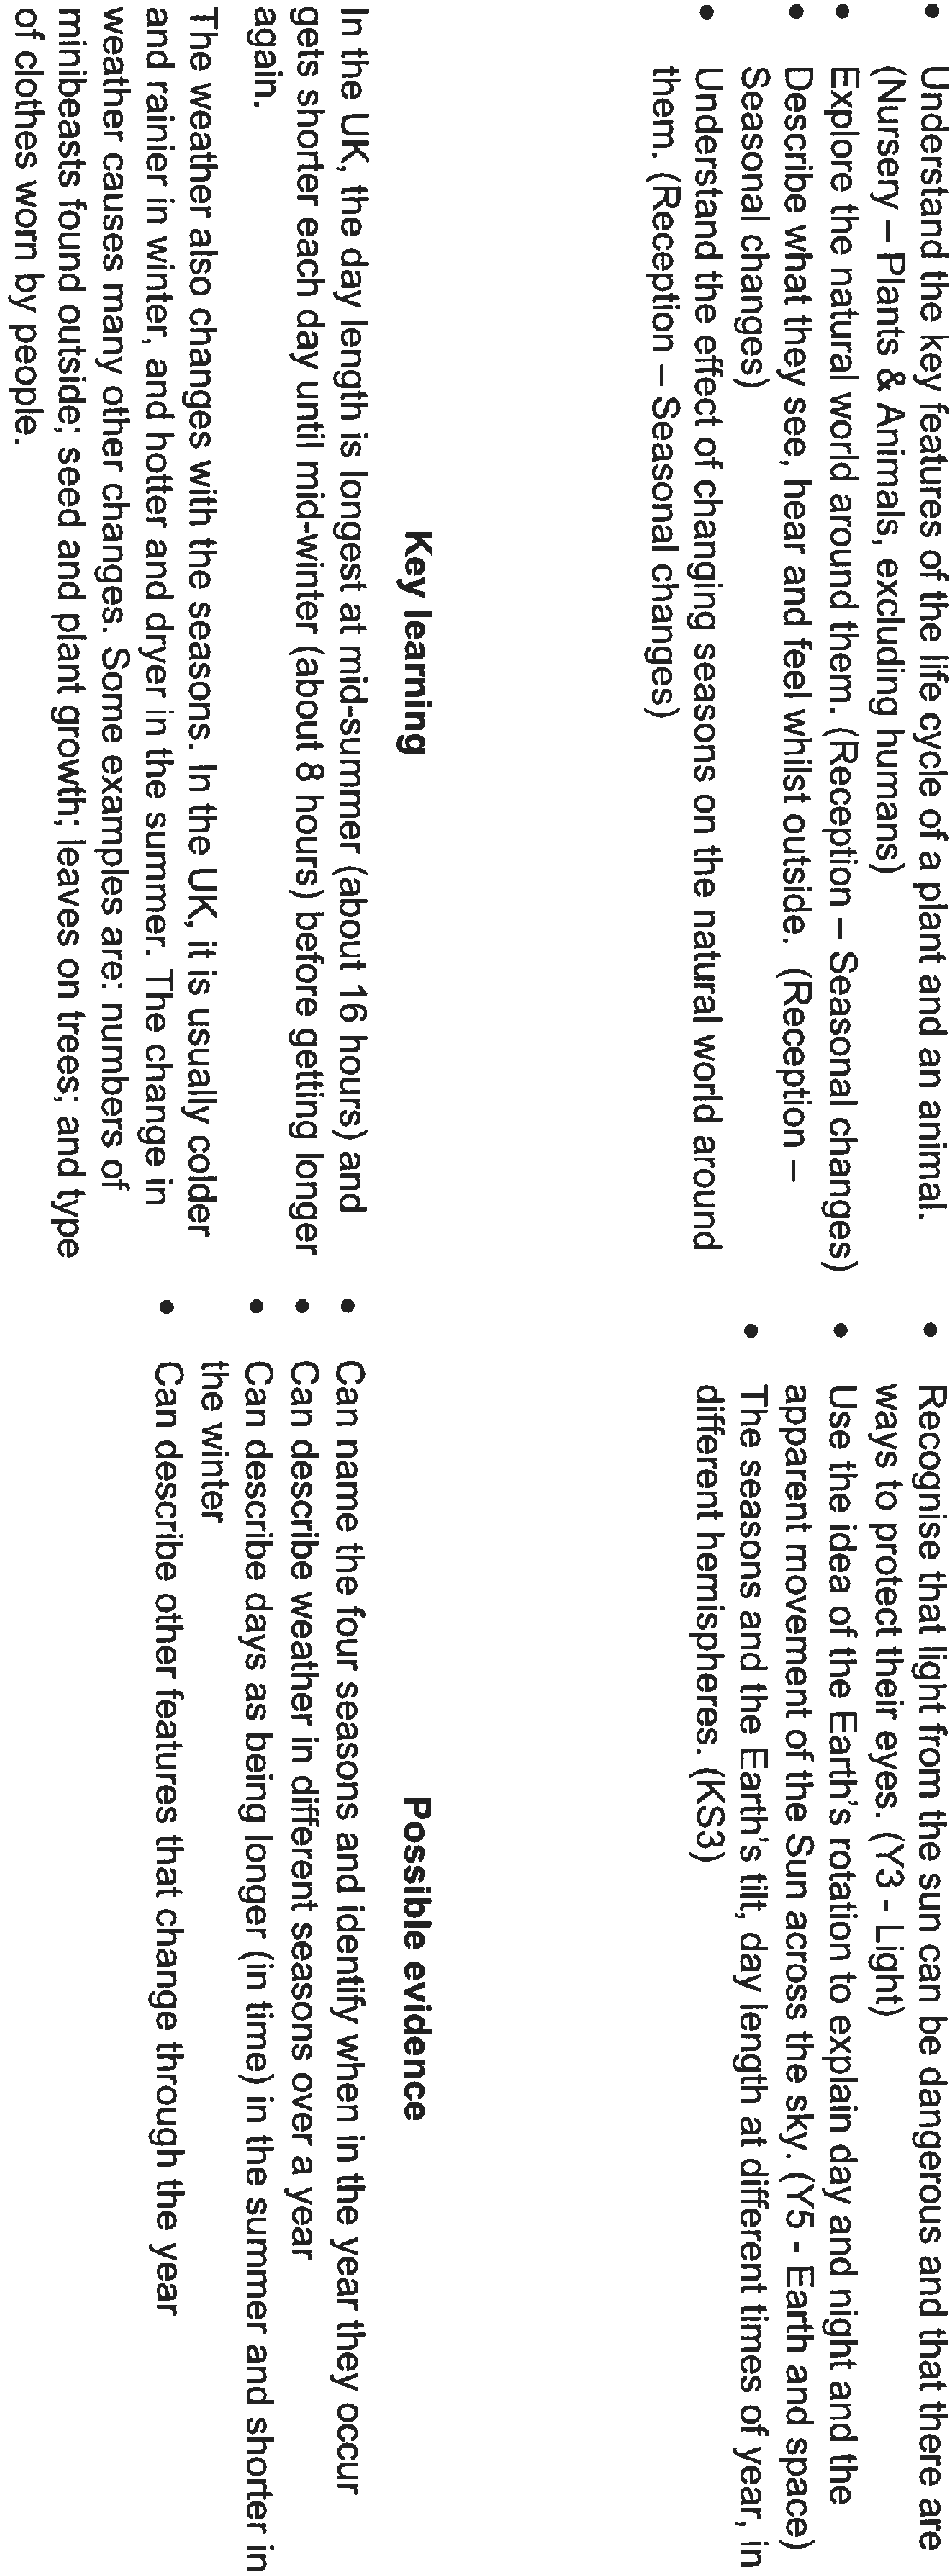 • Understand the key features of the life cycle of a plant and an animal.
(Nursery – Plants & Animals, excluding humans)
• Explore the natural world around them. (Reception – Seasonal changes)
• Describe what they see, hear and feel whilst outside. (Reception –
Seasonal changes)
• Understand the effect of changing seasons on the natural world around
them. (Reception – Seasonal changes)
• Recognise that light from the sun can be dangerous and that there are
ways to protect their eyes. (Y3 - Light)
• Use the idea of the Earth's rotation to explain day and night and the
apparent movement of the Sun across the sky. (Y5 - Earth and space)
• The seasons and the Earth's tilt, day length at different times of year, in
different hemispheres. (KS3)
Key learning
In the UK, the day length is longest at mid-summer (about 16 hours) and
gets shorter each day until mid-winter (about 8 hours) before getting longer
again.
The weather also changes with the seasons. In the UK, it is usually colder
and rainier in winter, and hotter and dryer in the summer. The change in
weather causes many other changes. Some examples are: numbers of
minibeasts found outside; seed and plant growth; leaves on trees; and type
of clothes worn by people.
Possible evidence
• Can name the four seasons and identify when in the year they occur
• Can describe weather in different seasons over a year
• Can describe days as being longer (in time) in the summer and shorter in
the winter
• Can describe other features that change through the year